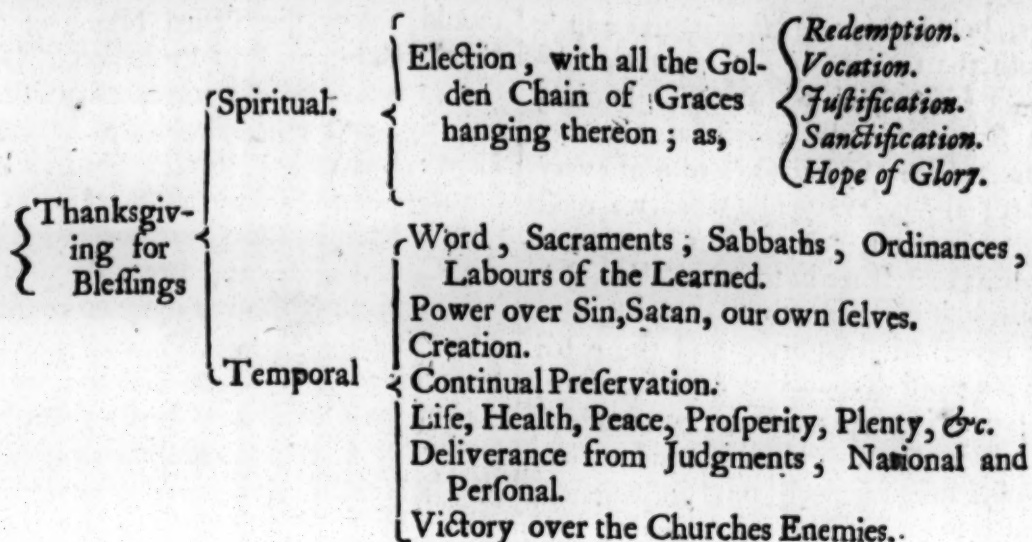 Thanksgiv-
ing for
Bleſſings
Spiritual.
Election, with all the Gol-
den Chain of Graces
hanging thereon; as,
Redemption.
Vocation.
Juſtification.
Sanctification.
Hope of Glory.
Temporal
Word, Sacraments, Sabbaths, Ordinances,
Labours of the Learned.
Power over Sin, Satan, our own ſelves.
Creation.
Continual Preſervation.
Life, Health, Peace, Proſperity, Plenty, &c.
Deliverance from Judgments, National and
Perſonal.
Victory over the Churches Enemies.